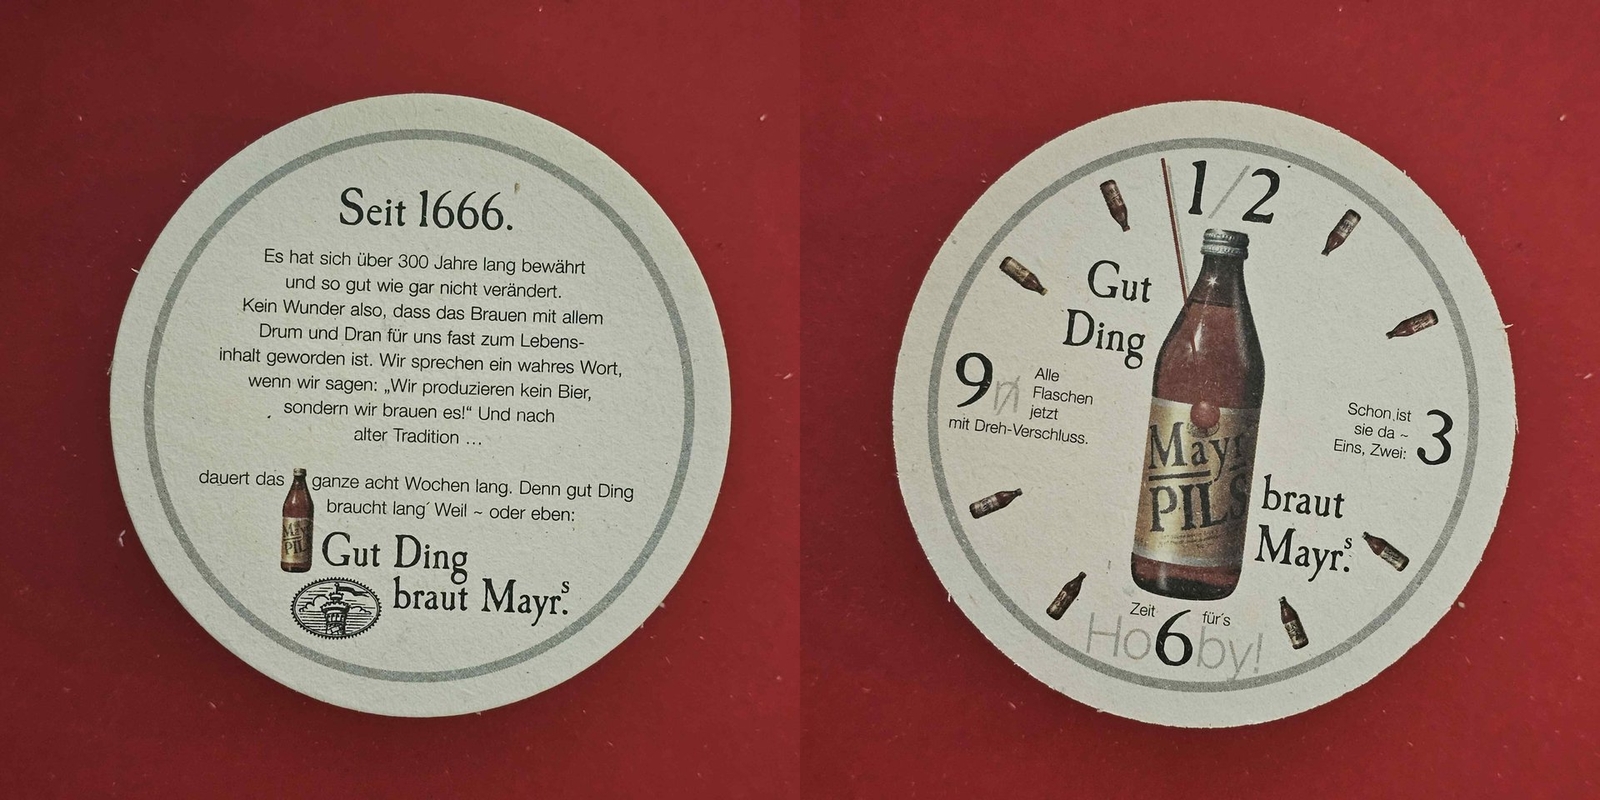 Seit 1666.
Es hat sich über 300 Jahre lang bewährt
und so gut wie gar nicht verändert.
Kein Wunder also, dass das Brauen mit allem
Drum und Dran für uns fast zum Lebens-
inhalt geworden ist. Wir sprechen ein wahres Wort,
wenn wir sagen: „Wir produzieren kein Bier,
sondern wir brauen es!“ Und nach
alter Tradition ...
dauert das ganze acht Wochen lang. Denn gut Ding
braucht lang´ Weil ~ oder eben:
Gut Ding
braut Mayr.s
1/2
Gut
Ding
9
Alle
Flaschen
jetzt
mit Dreh-Verschluss.
Schon ist
sie da ~
Eins, Zwei: 3
Mayr
PILS
braut
Mayr.s
Zeit für´s
Ho6by!